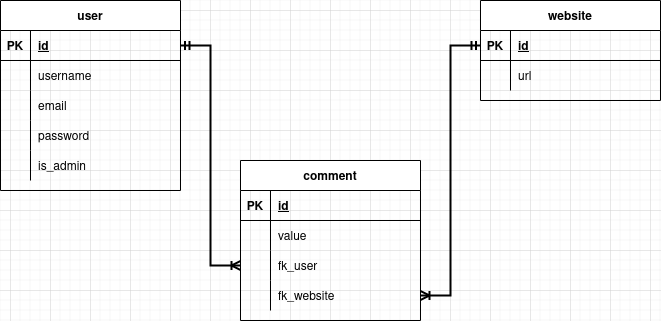 user
PK id
username
email
password
is_admin
website
PK id
url
comment
PK id
value
fk_user
fk_website